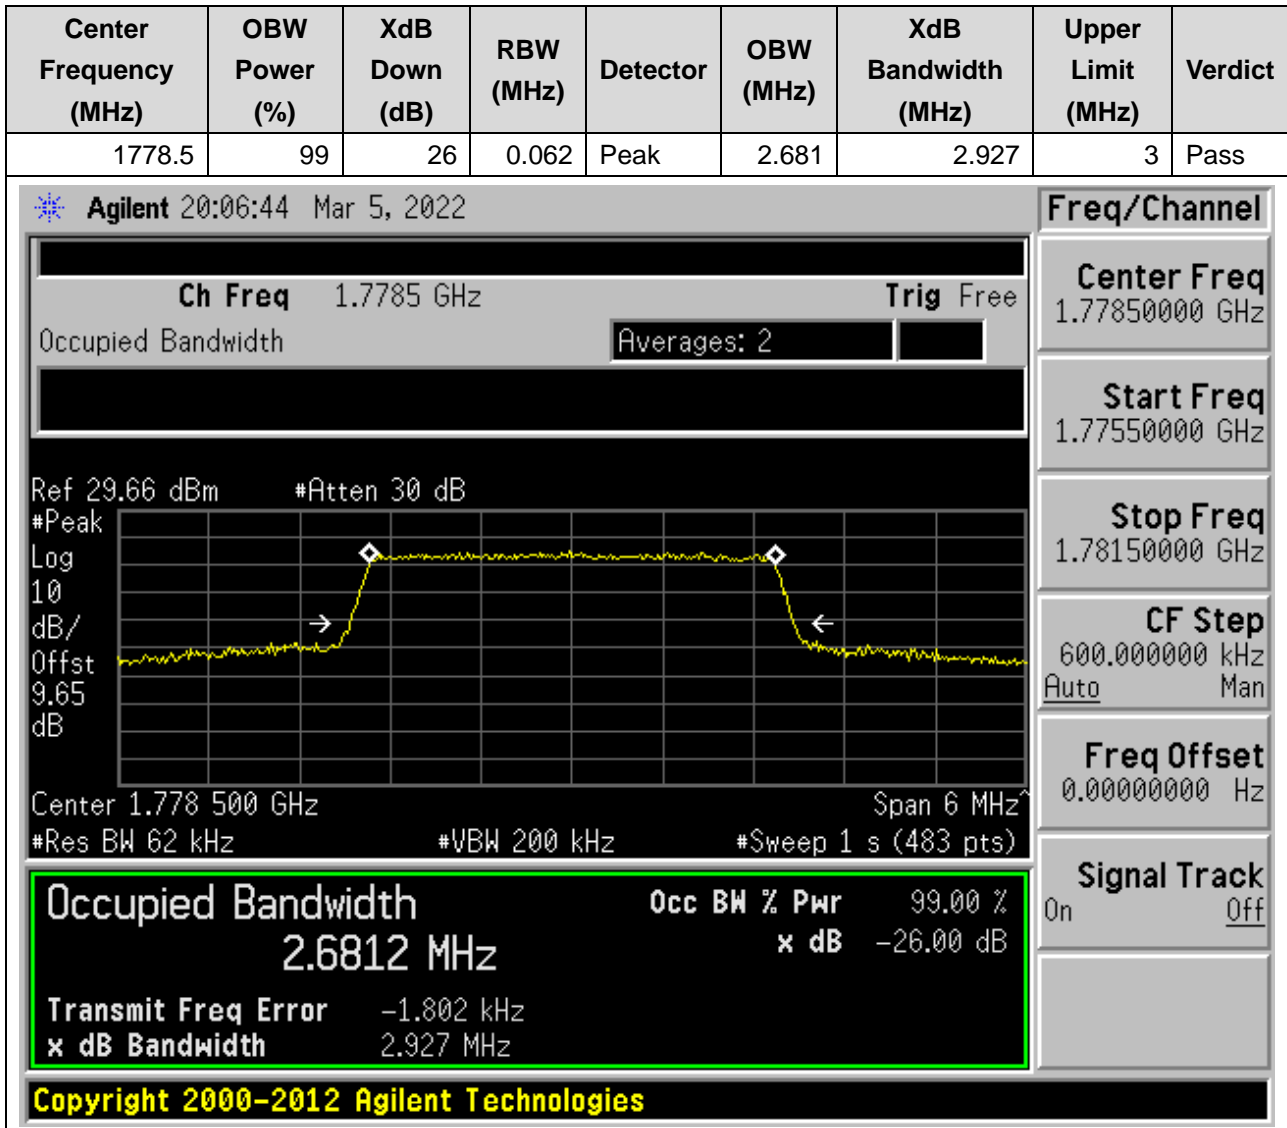 Center Frequency (MHz) OBW Power (%) XdB Down (dB) RBW (MHz) Detector OBW (MHz) XdB Bandwidth (MHz) Upper Limit (MHz) Verdict
1778.5 99 26 0.062 Peak 2.681 2.927 3 Pass
Agilent 20:06:44 Mar 5, 2022
Ch Freq 1.7785 GHz Trig Free
Occupied Bandwidth Averages: 2
Ref 29.66 dBm #Atten 30 dB
#Peak
Log
10
dB/
Offst
9.65
dB
Center 1.778 500 GHz Span 6 MHz^
#Res BW 62 kHz #VBW 200 kHz #Sweep 1 s (483 pts)
Occupied Bandwidth Occ BW % Pwr 99.00 %
2.6812 MHz x dB -26.00 dB
Transmit Freq Error -1.802 kHz
x dB Bandwidth 2.927 MHz
Copyright 2000-2012 Agilent Technologies
Freq/Channel
Center Freq
1.77850000 GHz
Start Freq
1.77550000 GHz
Stop Freq
1.78150000 GHz
CF Step
600.000000 kHz
Auto Man
Freq Offset
0.00000000 Hz
Signal Track
On Off